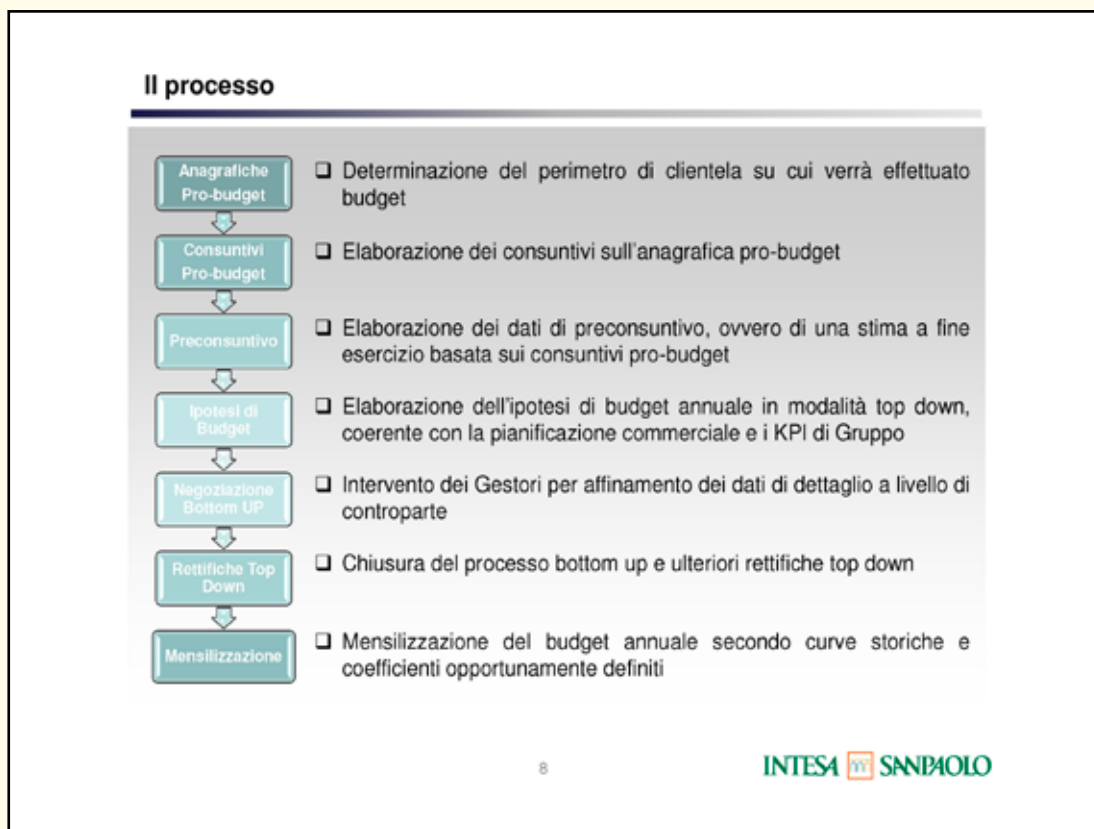 Il processo
Anagrafiche
Pro-budget
❑ Determinazione del perimetro di clientela su cui verrà effettuato
budget
Consuntivi
Pro-budget
❑ Elaborazione dei consuntivi sull'anagrafica pro-budget
Preconsuntivo
❑ Elaborazione dei dati di preconsuntivo, ovvero di una stima a fine
esercizio basata sui consuntivi pro-budget
Ipotesi di
Budget
❑ Elaborazione dell'ipotesi di budget annuale in modalità top down,
coerente con la pianificazione commerciale e i KPI di Gruppo
Negoziazione
Bottom UP
❑ Intervento dei Gestori per affinamento dei dati di dettaglio a livello di
controparte
Rettifiche Top
Down
❑ Chiusura del processo bottom up e ulteriori rettifiche top down
Mensilizzazione
❑ Mensilizzazione del budget annuale secondo curve storiche e
coefficienti opportunamente definiti
8
INTESA SANPAOLO